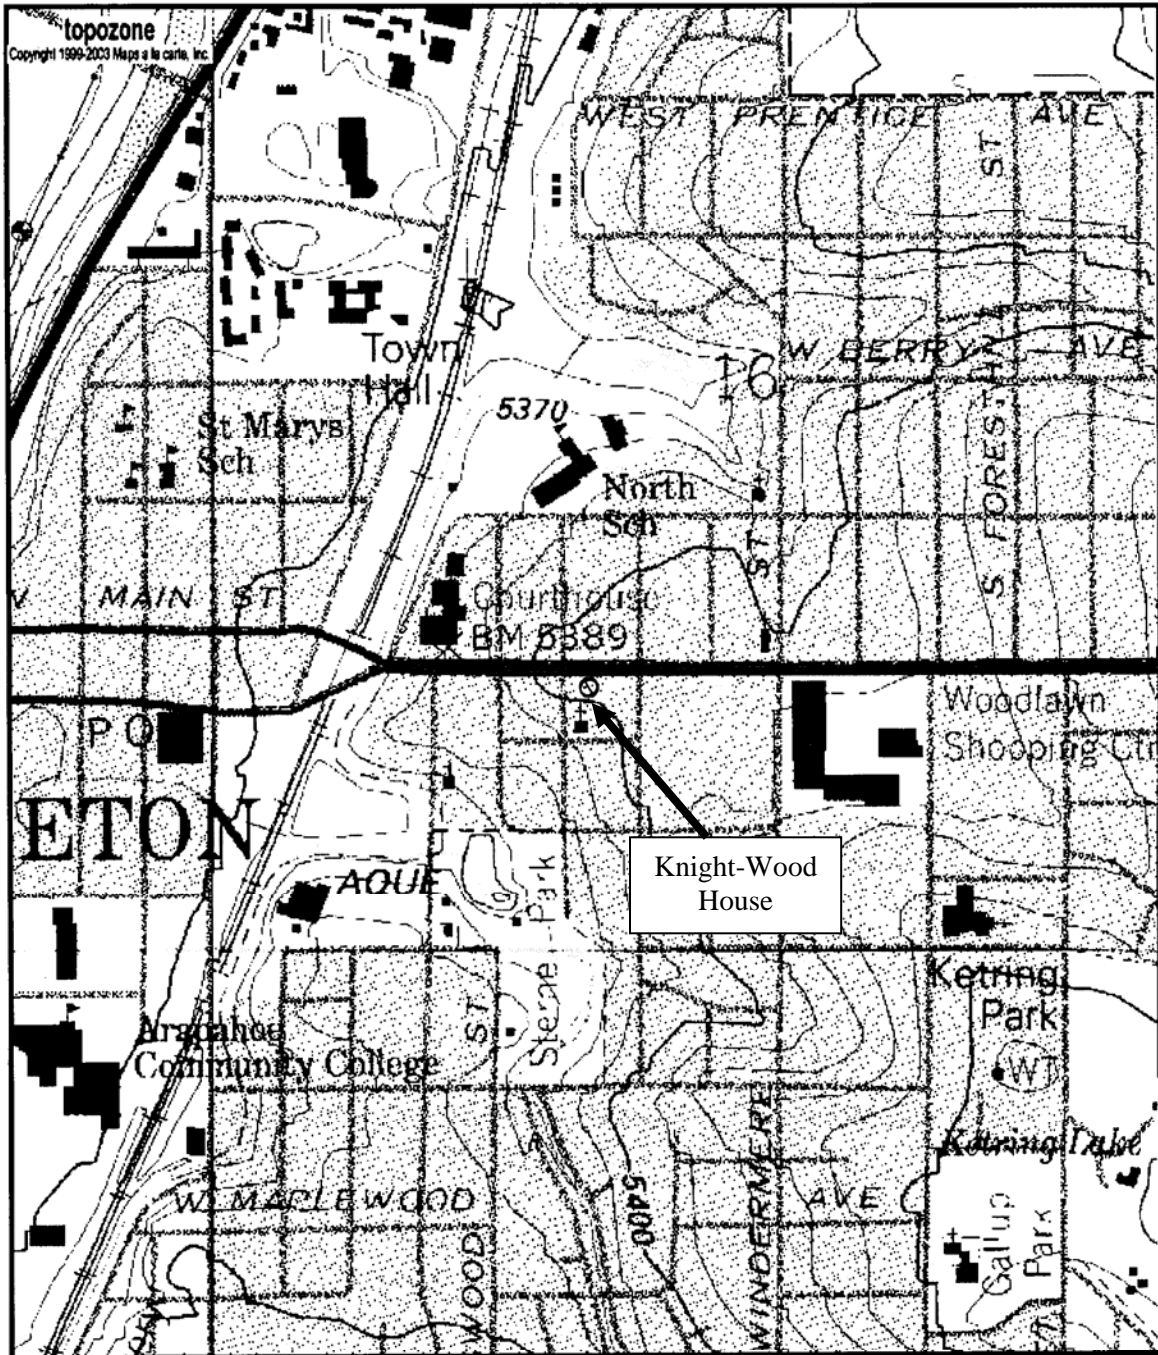 topozone
Copyright 1999-2003 Maps a la carte, Inc.
WEST PRENTICE AVE
ST
Town
Hall
16
W BERRY AVE
5370
St Marys
Sch
North
Sch
S FOREST HILL
ST
W MAIN ST
Courthouse
BM 5389
P O
Woodlawn
Shopping Ctr
ETON
Knight-Wood
House
AQUE
Sterne Park
ST
Ketring
Park
WT
Arapahoe
Community College
Ketring Lake
W MAPLEWOOD AVE
5400
WINDERMERE
WOOD
Gallup
Park
ST